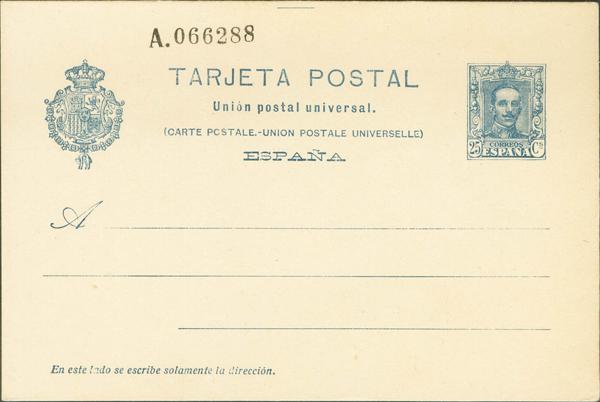 A.066288
TARJETA POSTAL
Unión postal universal.
(CARTE POSTALE.-UNION POSTALE UNIVERSELLE)
ESPAÑA
CORREOS
25 ESPAÑA Cs
A
En este lado se escribe solamente la dirección.